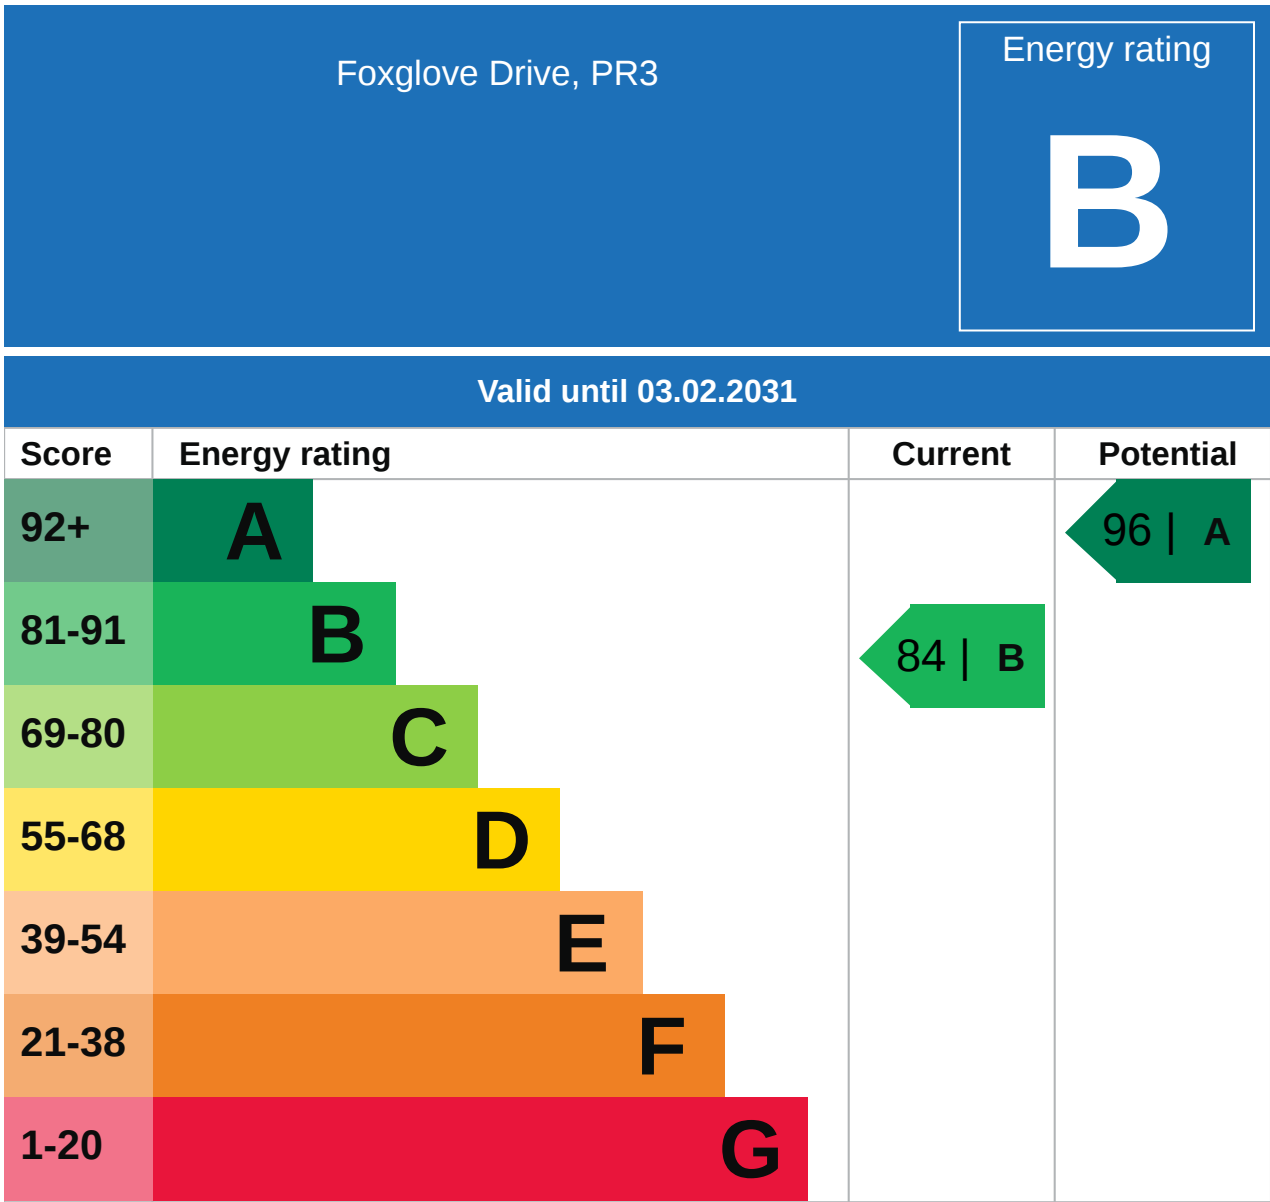 Foxglove Drive, PR3
Energy rating
B
Valid until 03.02.2031
Score Energy rating Current Potential
92+ A 96 | A
81-91 B 84 | B
69-80 C
55-68 D
39-54 E
21-38 F
1-20 G